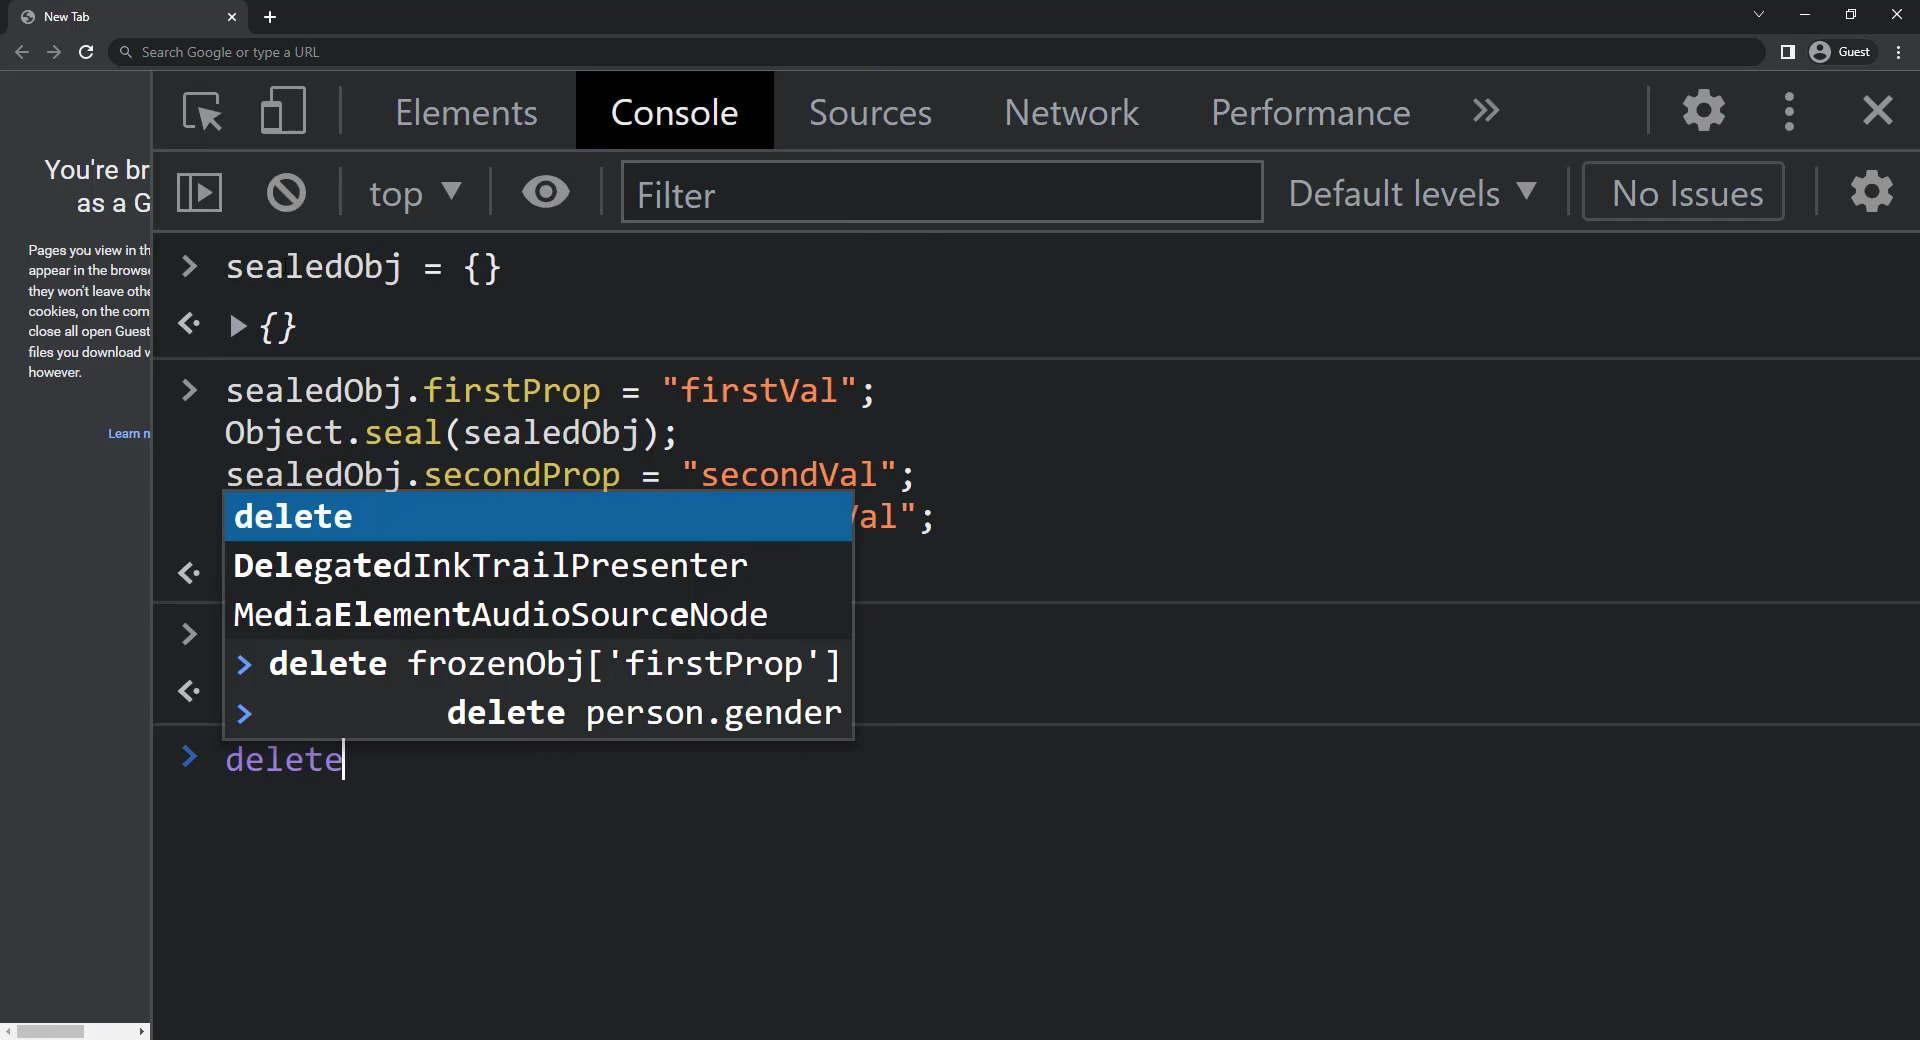 New Tab
Search Google or type a URL
Guest
You're br
as a G
Pages you view in th
appear in the browse
they won't leave othe
cookies, on the com
close all open Guest
files you download w
however.
Learn n
Elements Console Sources Network Performance
top Filter Default levels No Issues
> sealedObj = {}
{}
> sealedObj.firstProp = "firstVal";
Object.seal(sealedObj);
sealedObj.secondProp = "secondVal";
Val";
delete
DelegatedInkTrailPresenter
MediaElementAudioSourceNode
> delete frozenObj['firstProp']
> delete person.gender
> delete